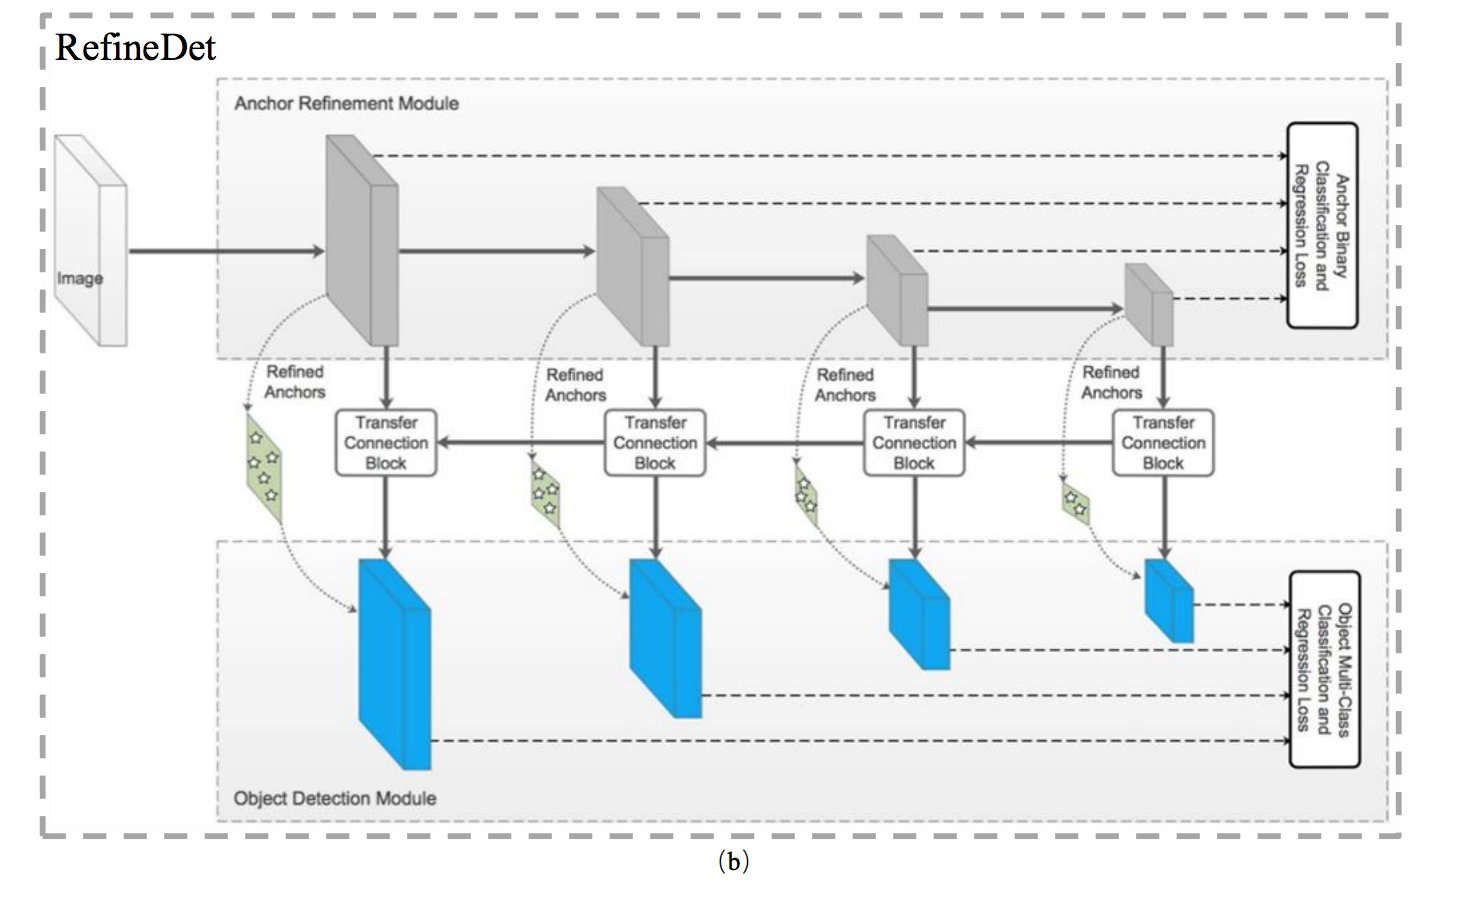 RefineDet
Anchor Refinement Module
Image
Anchor Binary
Classification and
Regression Loss
Refined
Anchors
Refined
Anchors
Refined
Anchors
Refined
Anchors
Transfer
Connection
Block
Transfer
Connection
Block
Transfer
Connection
Block
Transfer
Connection
Block
Object Multi-Class
Classification and
Regression Loss
Object Detection Module
(b)